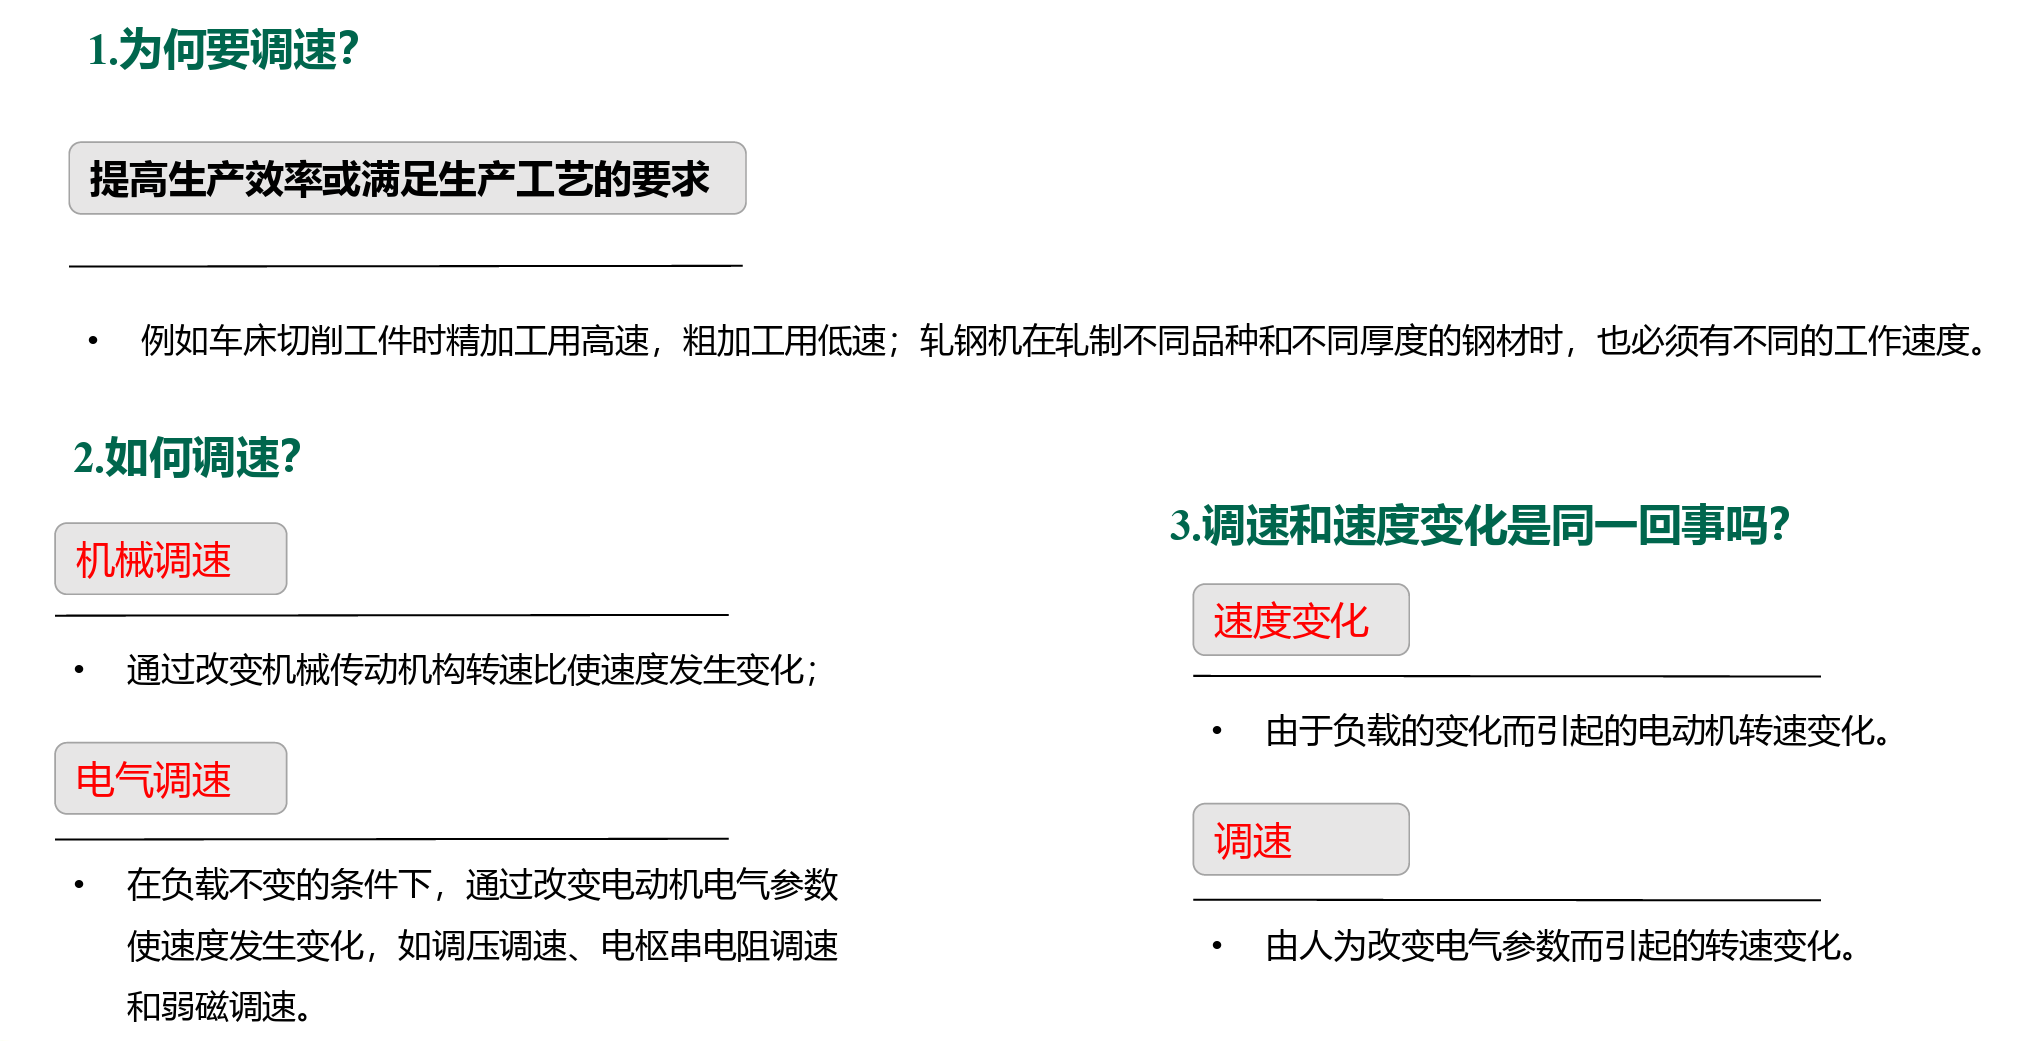 1.为何要调速？
提高生产效率或满足生产工艺的要求
• 例如车床切削工件时精加工用高速，粗加工用低速；轧钢机在轧制不同品种和不同厚度的钢材时，也必须有不同的工作速度。
2.如何调速？
机械调速
• 通过改变机械传动机构转速比使速度发生变化；
电气调速
• 在负载不变的条件下，通过改变电动机电气参数
使速度发生变化，如调压调速、电枢串电阻调速
和弱磁调速。
3.调速和速度变化是同一回事吗？
速度变化
• 由于负载的变化而引起的电动机转速变化。
调速
• 由人为改变电气参数而引起的转速变化。